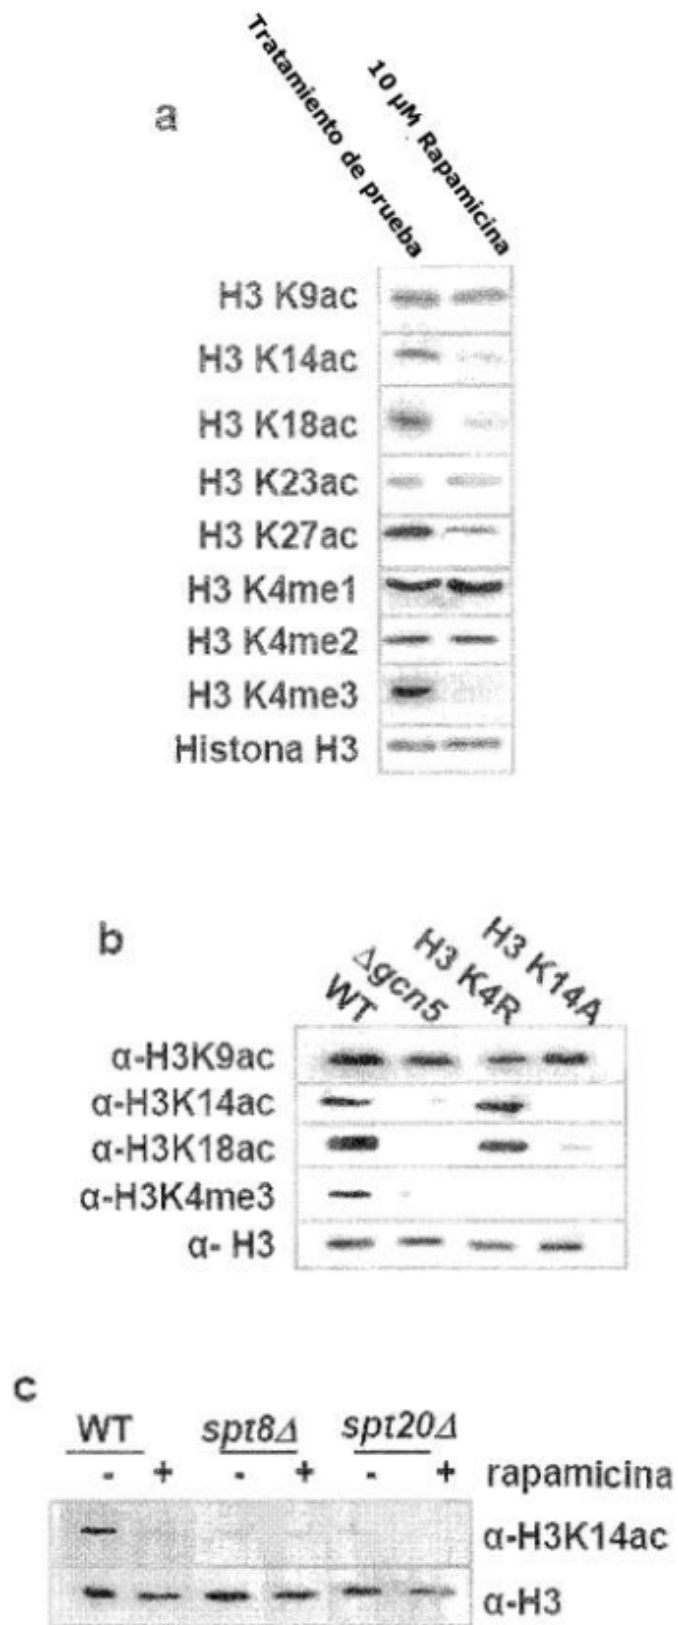 Tratamiento de prueba
10 µM Rapamicina
a
H3 K9ac
H3 K14ac
H3 K18ac
H3 K23ac
H3 K27ac
H3 K4me1
H3 K4me2
H3 K4me3
Histona H3
b
WT
Δgcn5
H3 K4R
H3 K14A
α-H3K9ac
α-H3K14ac
α-H3K18ac
α-H3K4me3
α- H3
c
WT spt8Δ spt20Δ
- + - + - + rapamicina
α-H3K14ac
α-H3